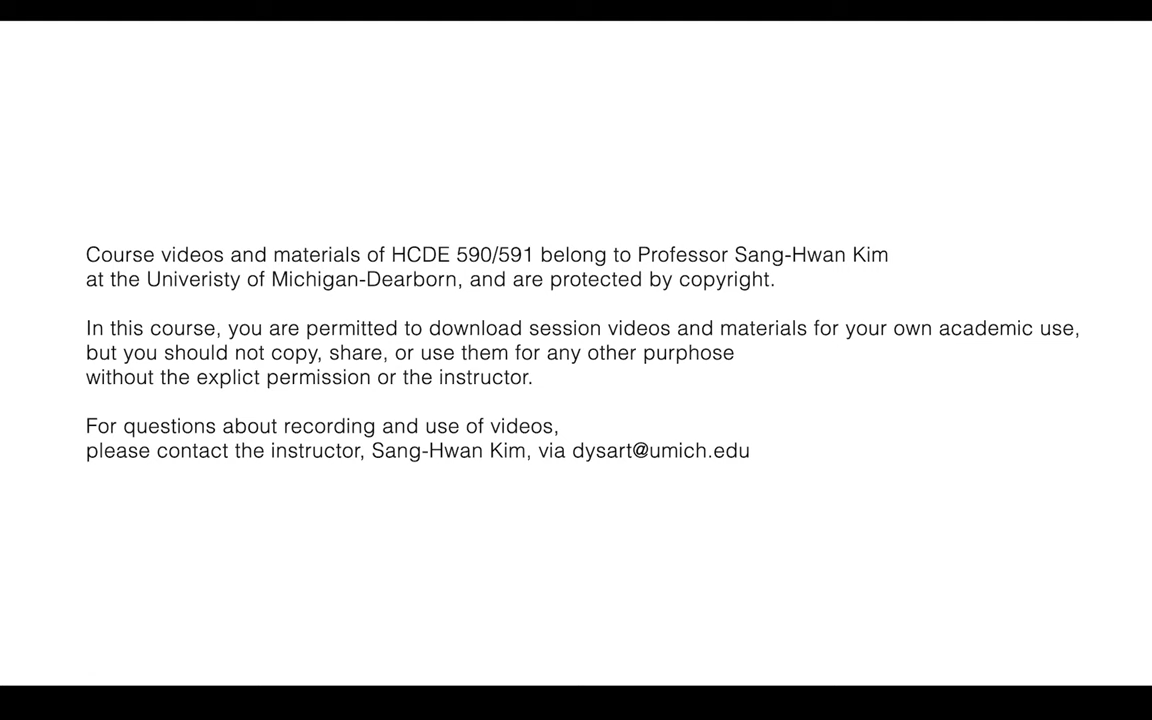 Course videos and materials of HCDE 590/591 belong to Professor Sang-Hwan Kim
at the Univeristy of Michigan-Dearborn, and are protected by copyright.
In this course, you are permitted to download session videos and materials for your own academic use,
but you should not copy, share, or use them for any other purphose
without the explict permission or the instructor.
For questions about recording and use of videos,
please contact the instructor, Sang-Hwan Kim, via dysart@umich.edu